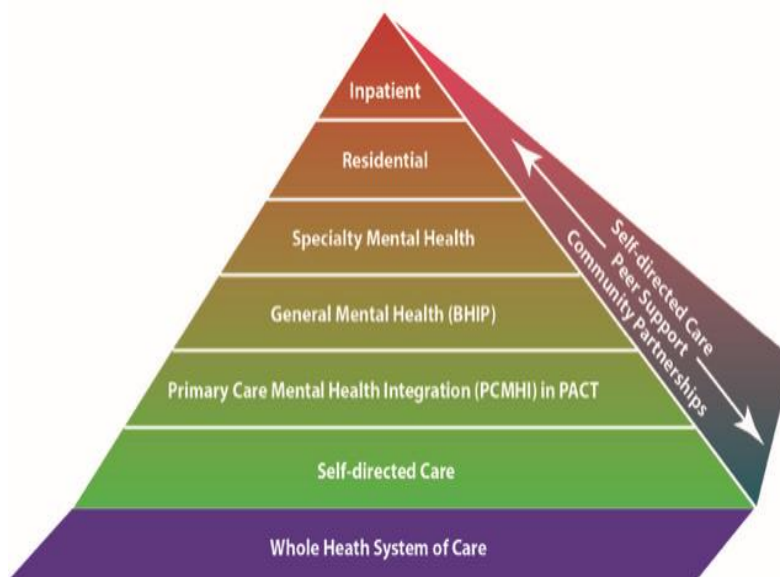 Inpatient
Residential
Specialty Mental Health
General Mental Health (BHIP)
Primary Care Mental Health Integration (PCMHI) in PACT
Self-directed Care
Whole Heath System of Care
Self-directed Care
Peer Support
Community Partnerships